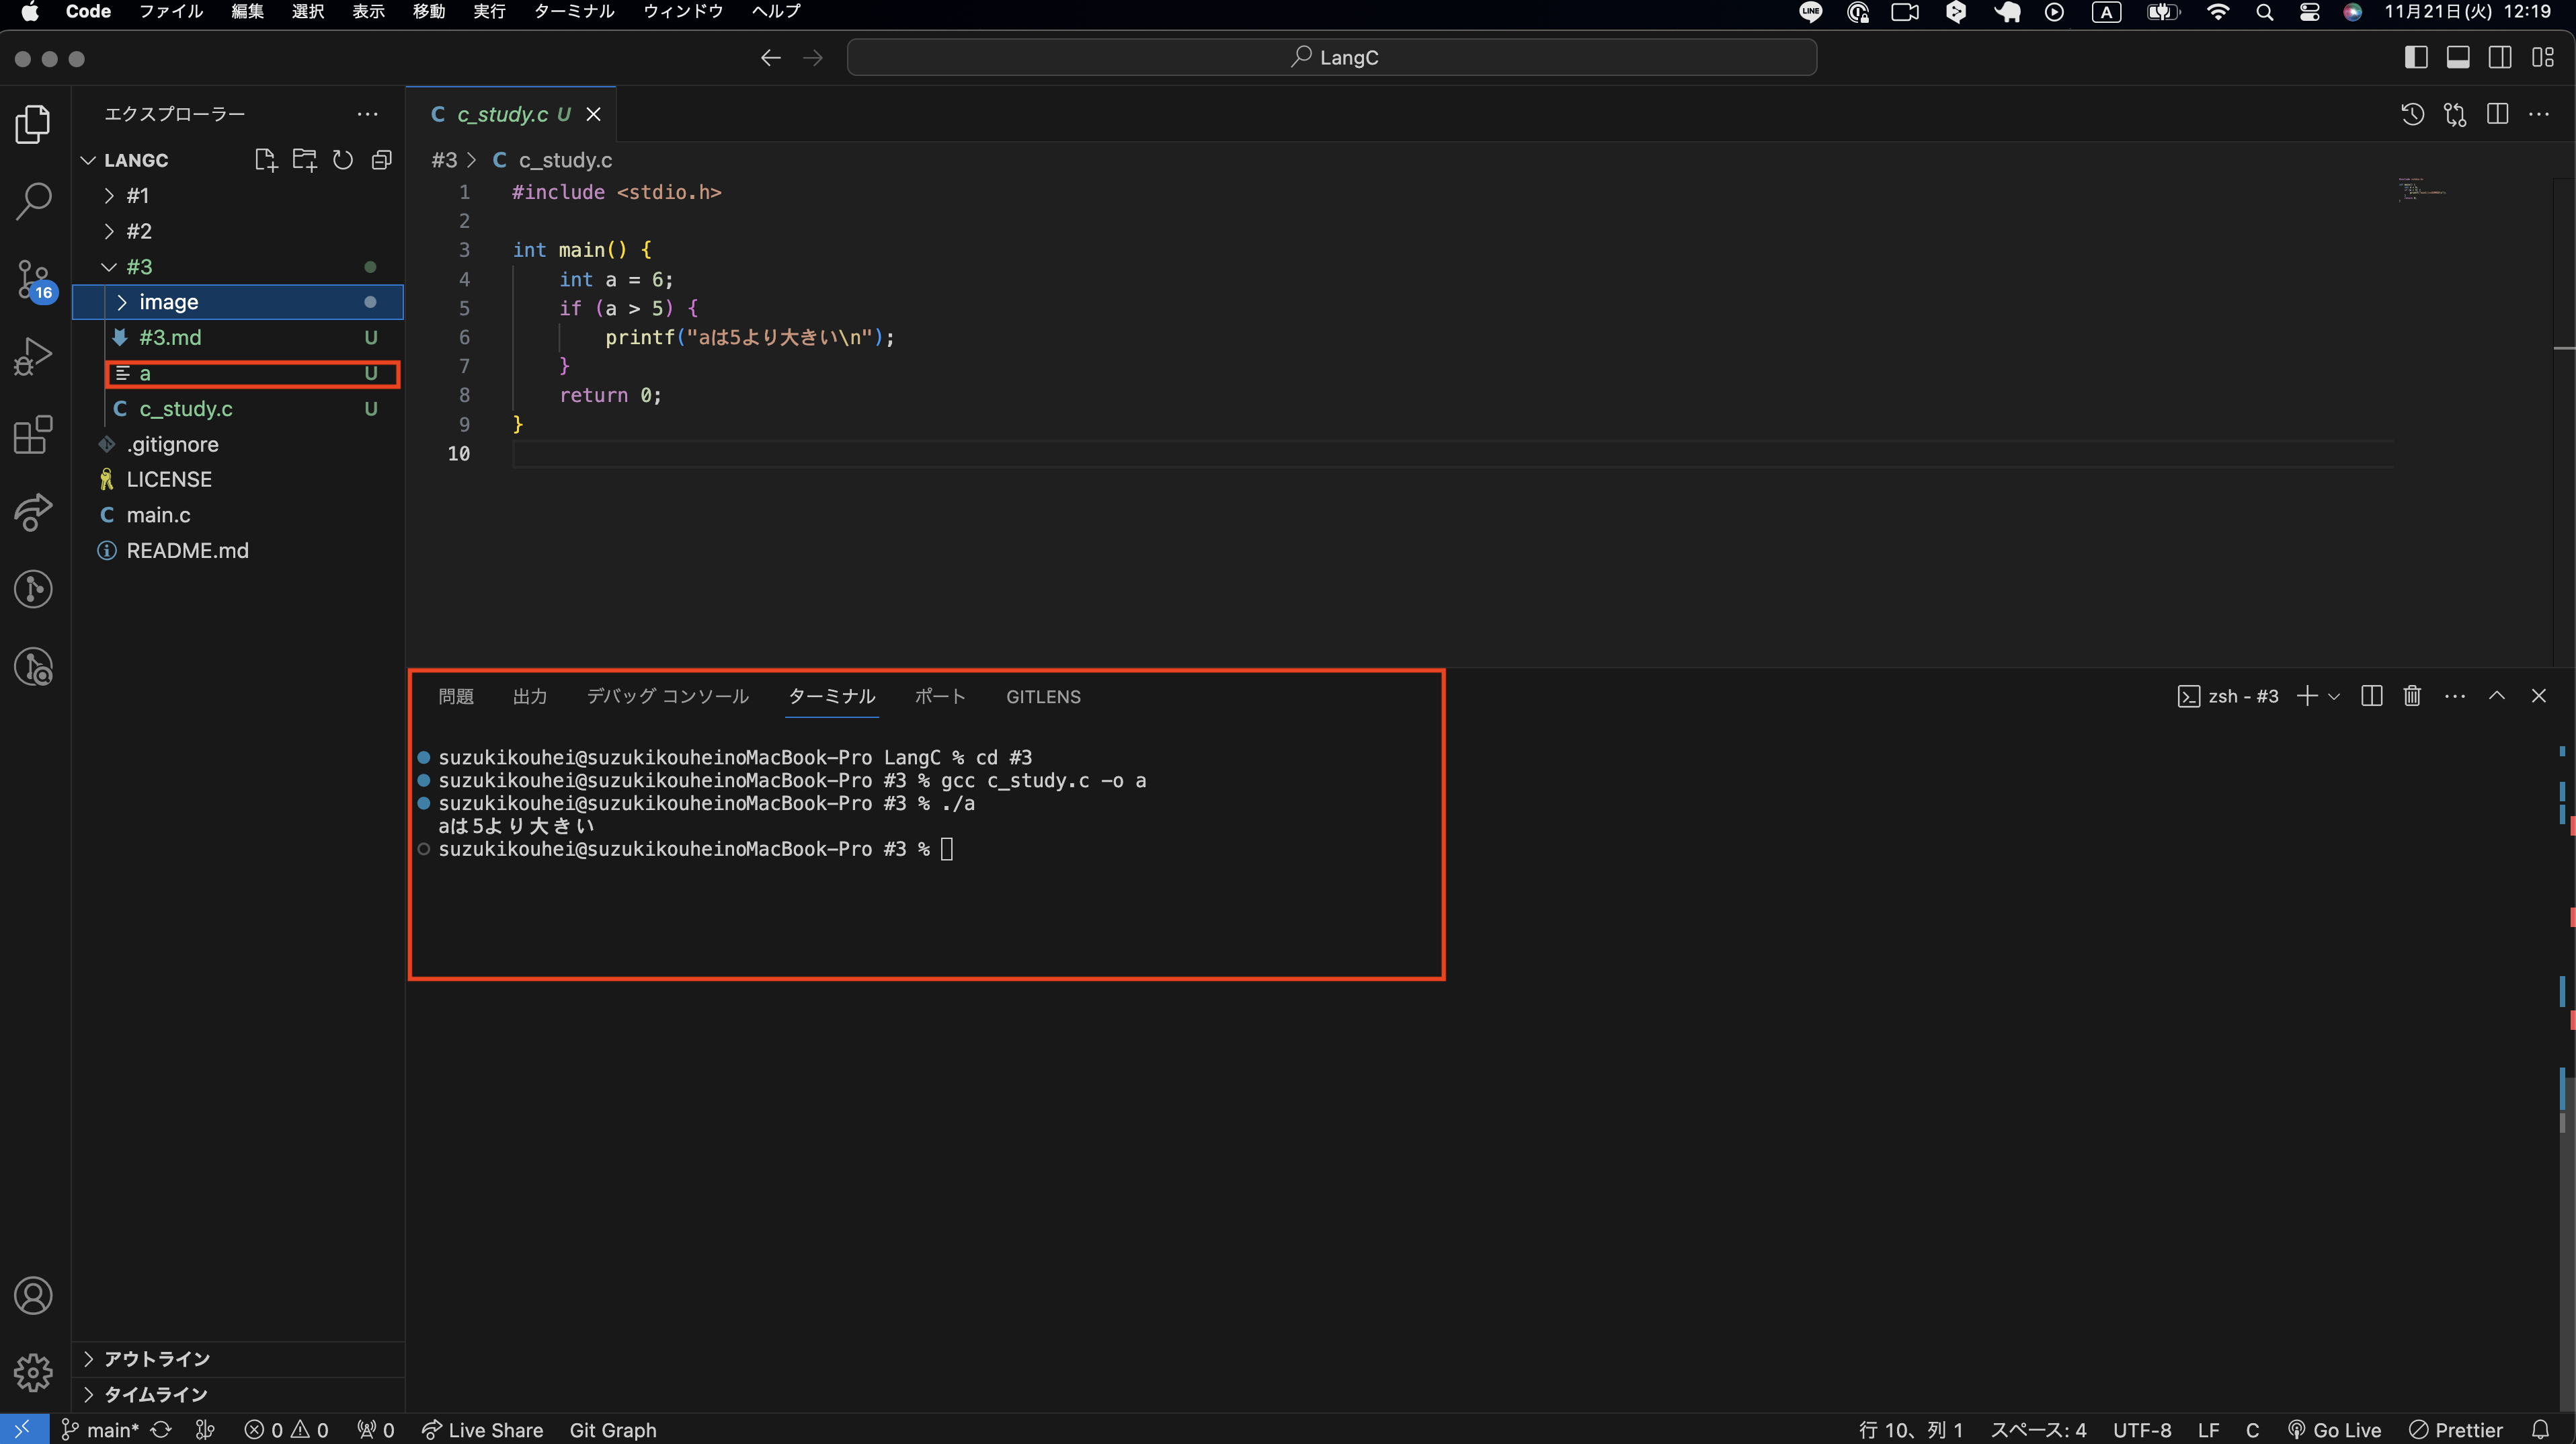 Code ファイル 編集 選択 表示 移動 実行 ターミナル ウィンドウ ヘルプ LINE A 11月21日(火) 12:19
LangC
エクスプローラー
LANGC
#1
#2
#3
image
#3.md U
a U
C c_study.c U
.gitignore
LICENSE
C main.c
README.md
16
アウトライン
タイムライン
C c_study.c U
#3 > C c_study.c
1 #include <stdio.h>
2
3 int main() {
4     int a = 6;
5     if (a > 5) {
6         printf("aは5より大きい\n");
7     }
8     return 0;
9 }
10
問題 出力 デバッグ コンソール ターミナル ポート GITLENS
zsh - #3
suzukikouhei@suzukikouheinoMacBook-Pro LangC % cd #3
suzukikouhei@suzukikouheinoMacBook-Pro #3 % gcc c_study.c -o a
suzukikouhei@suzukikouheinoMacBook-Pro #3 % ./a
aは5より大きい
suzukikouhei@suzukikouheinoMacBook-Pro #3 %
main* 0 0 0 Live Share Git Graph 行 10、列 1 スペース: 4 UTF-8 LF C Go Live Prettier